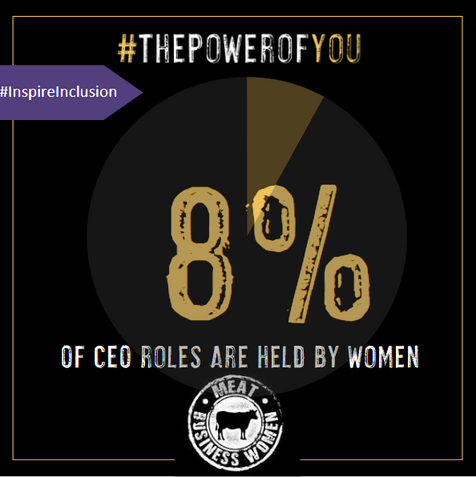 #THEPOWEROFYOU
#InspireInclusion
8%
OF CEO ROLES ARE HELD BY WOMEN
MEAT
BUSINESS WOMEN